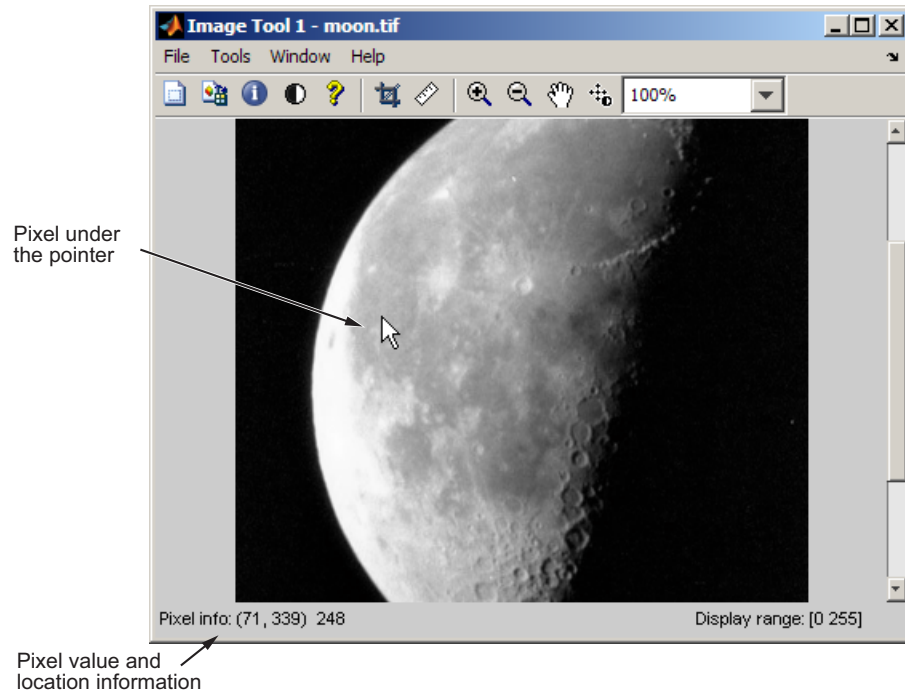 Image Tool 1 - moon.tif
File Tools Window Help
100%
Pixel under
the pointer
Pixel info: (71, 339) 248
Display range: [0 255]
Pixel value and
location information